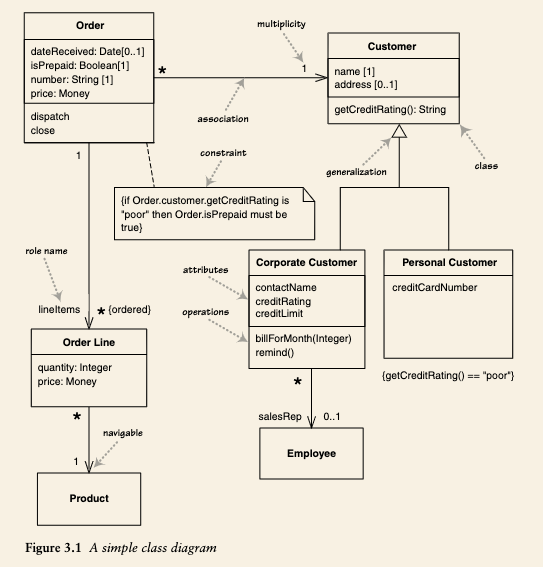 Order
dateReceived: Date[0..1]
isPrepaid: Boolean[1]
number: String [1]
price: Money
dispatch
close
multiplicity
*
1
association
Customer
name [1]
address [0..1]
getCreditRating(): String
constraint
generalization
class
1
{if Order.customer.getCreditRating is
"poor" then Order.isPrepaid must be
true}
role name
lineItems
* {ordered}
attributes
operations
Corporate Customer
contactName
creditRating
creditLimit
billForMonth(Integer)
remind()
Personal Customer
creditCardNumber
{getCreditRating() == "poor"}
Order Line
quantity: Integer
price: Money
*
navigable
1
Product
*
salesRep
0..1
Employee
Figure 3.1 A simple class diagram